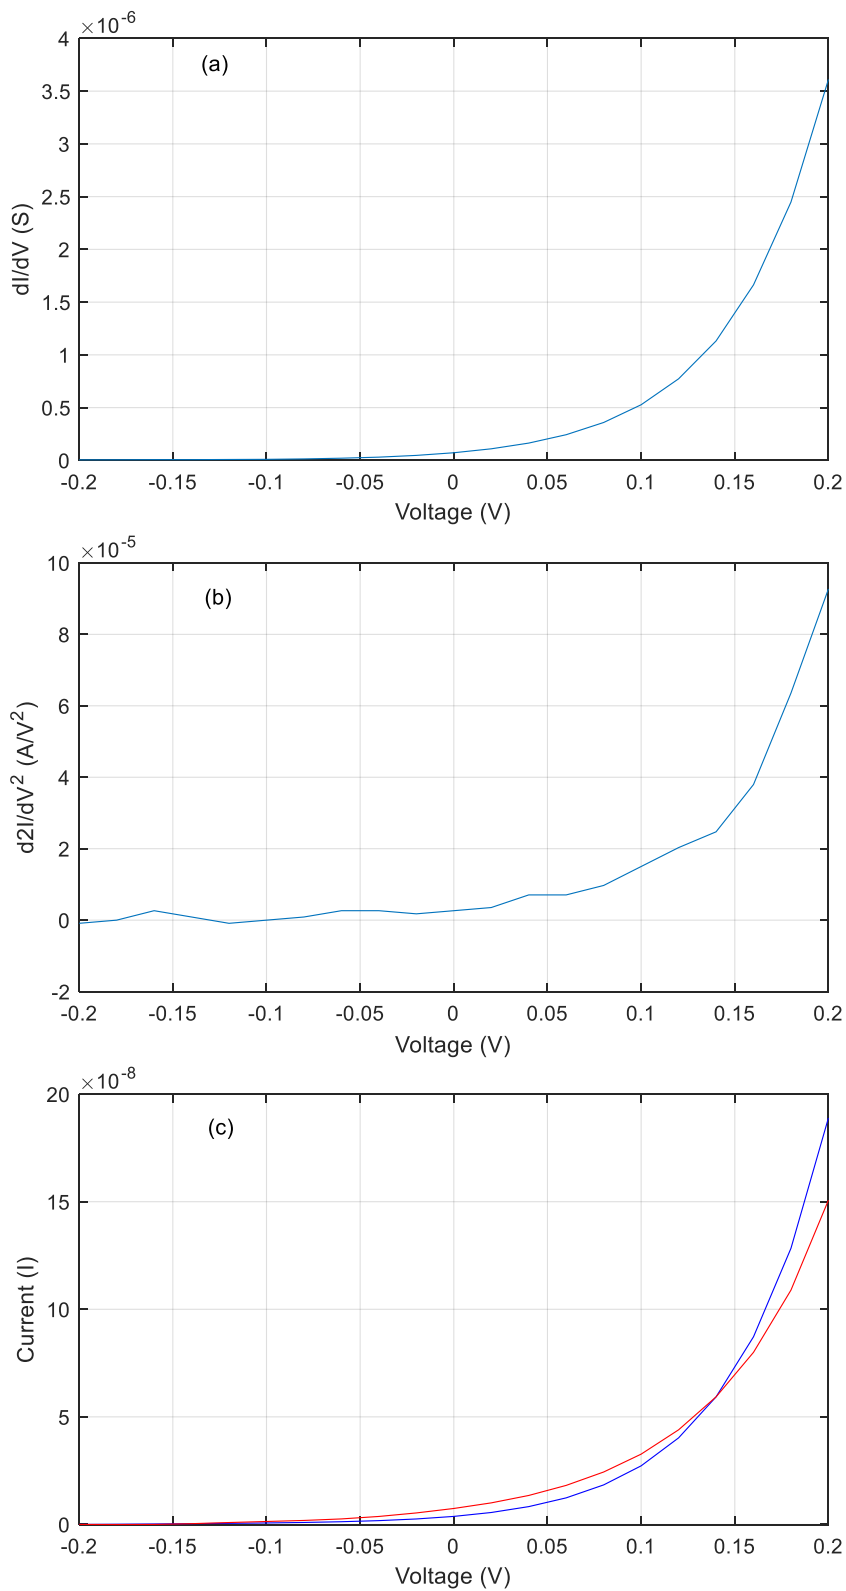 ×10-6
4
(a)
3.5
3
2.5
2
1.5
1
0.5
0
dI/dV (S)
-0.2 -0.15 -0.1 -0.05 0 0.05 0.1 0.15 0.2
Voltage (V)
×10-5
10
(b)
8
6
4
2
0
-2
d2I/dV2 (A/V2)
-0.2 -0.15 -0.1 -0.05 0 0.05 0.1 0.15 0.2
Voltage (V)
×10-8
20
(c)
15
10
5
0
Current (I)
-0.2 -0.15 -0.1 -0.05 0 0.05 0.1 0.15 0.2
Voltage (V)